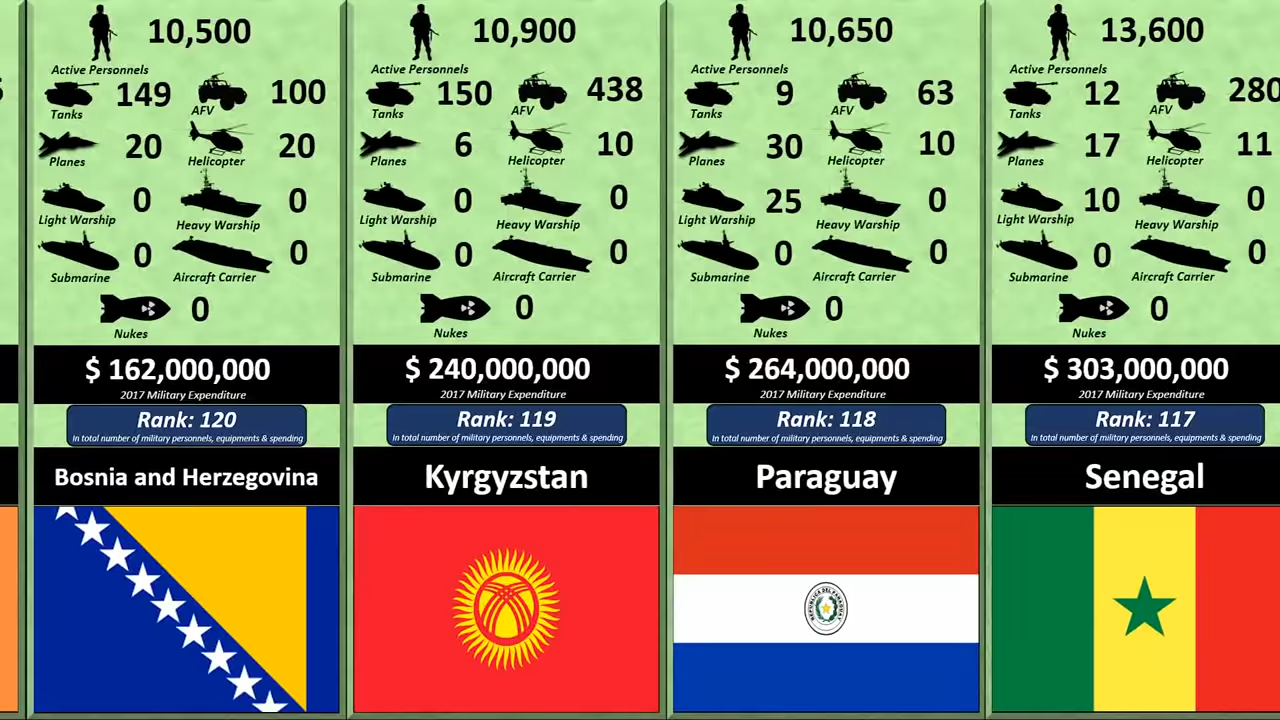 10,500
Active Personnels
149
Tanks
100
AFV
20
Planes
20
Helicopter
0
Light Warship
0
Heavy Warship
0
Submarine
0
Aircraft Carrier
0
Nukes
$ 162,000,000
2017 Military Expenditure
Rank: 120
In total number of military personnels, equipments & spending
Bosnia and Herzegovina
10,900
Active Personnels
150
Tanks
438
AFV
6
Planes
10
Helicopter
0
Light Warship
0
Heavy Warship
0
Submarine
0
Aircraft Carrier
0
Nukes
$ 240,000,000
2017 Military Expenditure
Rank: 119
In total number of military personnels, equipments & spending
Kyrgyzstan
10,650
Active Personnels
9
Tanks
63
AFV
30
Planes
10
Helicopter
25
Light Warship
0
Heavy Warship
0
Submarine
0
Aircraft Carrier
0
Nukes
$ 264,000,000
2017 Military Expenditure
Rank: 118
In total number of military personnels, equipments & spending
Paraguay
REPUBLICA DEL PARAGUAY
13,600
Active Personnels
12
Tanks
280
AFV
17
Planes
11
Helicopter
10
Light Warship
0
Heavy Warship
0
Submarine
0
Aircraft Carrier
0
Nukes
$ 303,000,000
2017 Military Expenditure
Rank: 117
In total number of military personnels, equipments & spending
Senegal